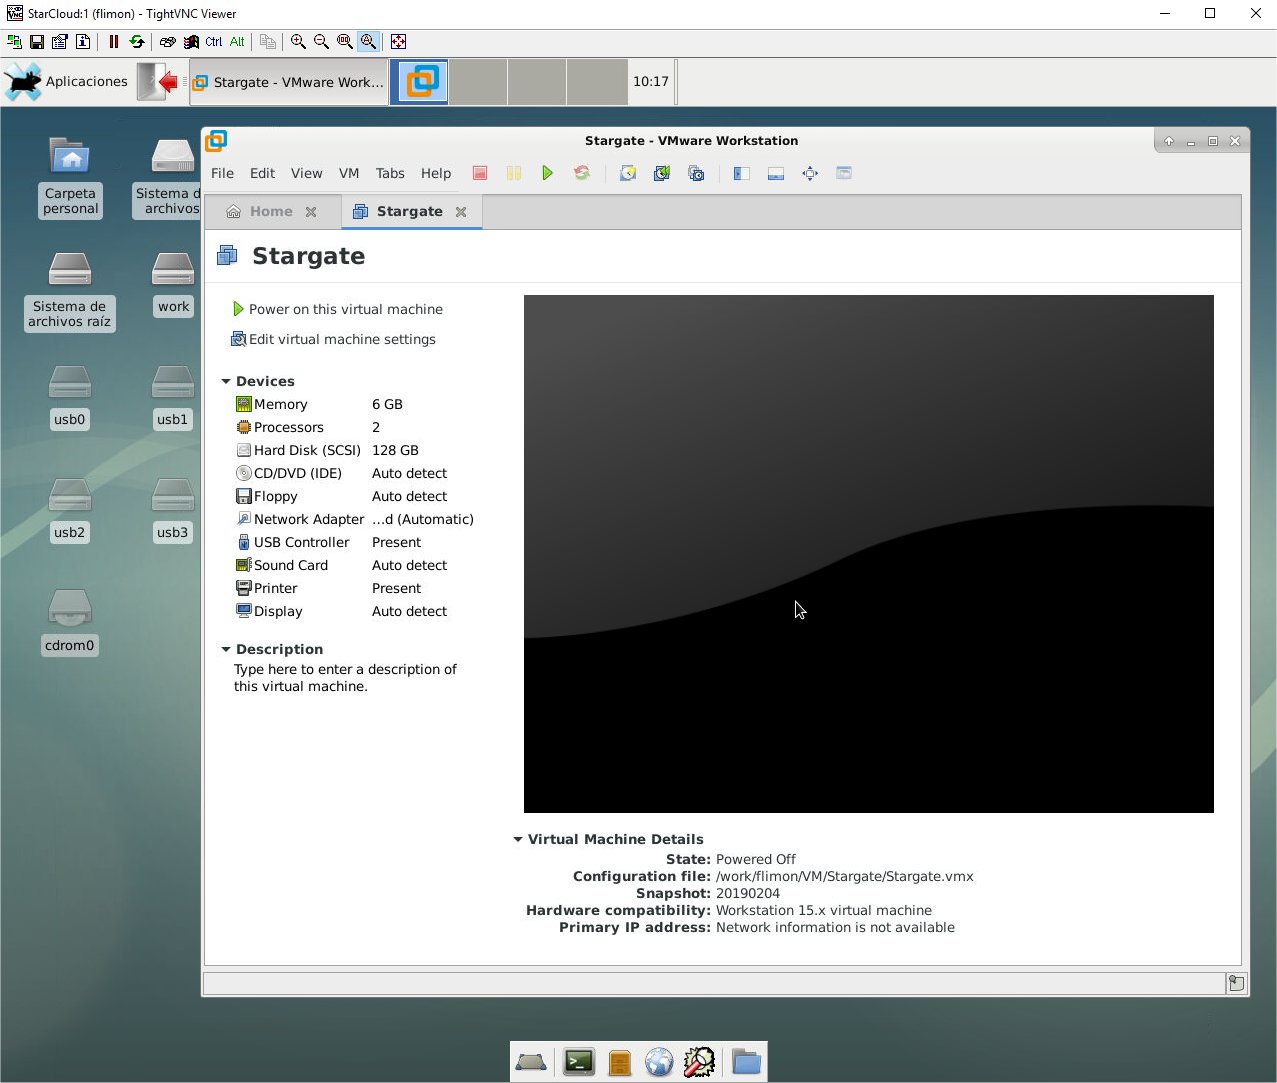 StarCloud:1 (flimon) - TightVNC Viewer
Ctrl Alt
Aplicaciones
Stargate - VMware Work...
10:17
Carpeta
personal
Sistema d
archivos
Sistema de
archivos raíz
work
usb0
usb1
usb2
usb3
cdrom0
Stargate - VMware Workstation
File Edit View VM Tabs Help
Home
Stargate
Stargate
Power on this virtual machine
Edit virtual machine settings
Devices
Memory 6 GB
Processors 2
Hard Disk (SCSI) 128 GB
CD/DVD (IDE) Auto detect
Floppy Auto detect
Network Adapter ...d (Automatic)
USB Controller Present
Sound Card Auto detect
Printer Present
Display Auto detect
Description
Type here to enter a description of
this virtual machine.
Virtual Machine Details
State: Powered Off
Configuration file: /work/flimon/VM/Stargate/Stargate.vmx
Snapshot: 20190204
Hardware compatibility: Workstation 15.x virtual machine
Primary IP address: Network information is not available